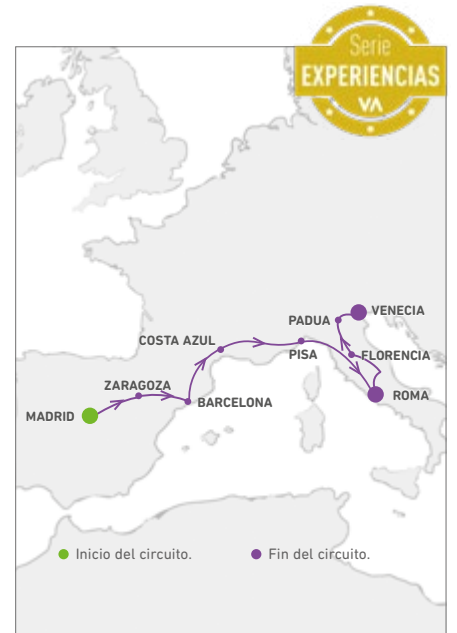 Serie
EXPERIENCIAS
VA
VENECIA
PADUA
COSTA AZUL
PISA
FLORENCIA
ZARAGOZA
ROMA
BARCELONA
MADRID
Inicio del circuito.
Fin del circuito.